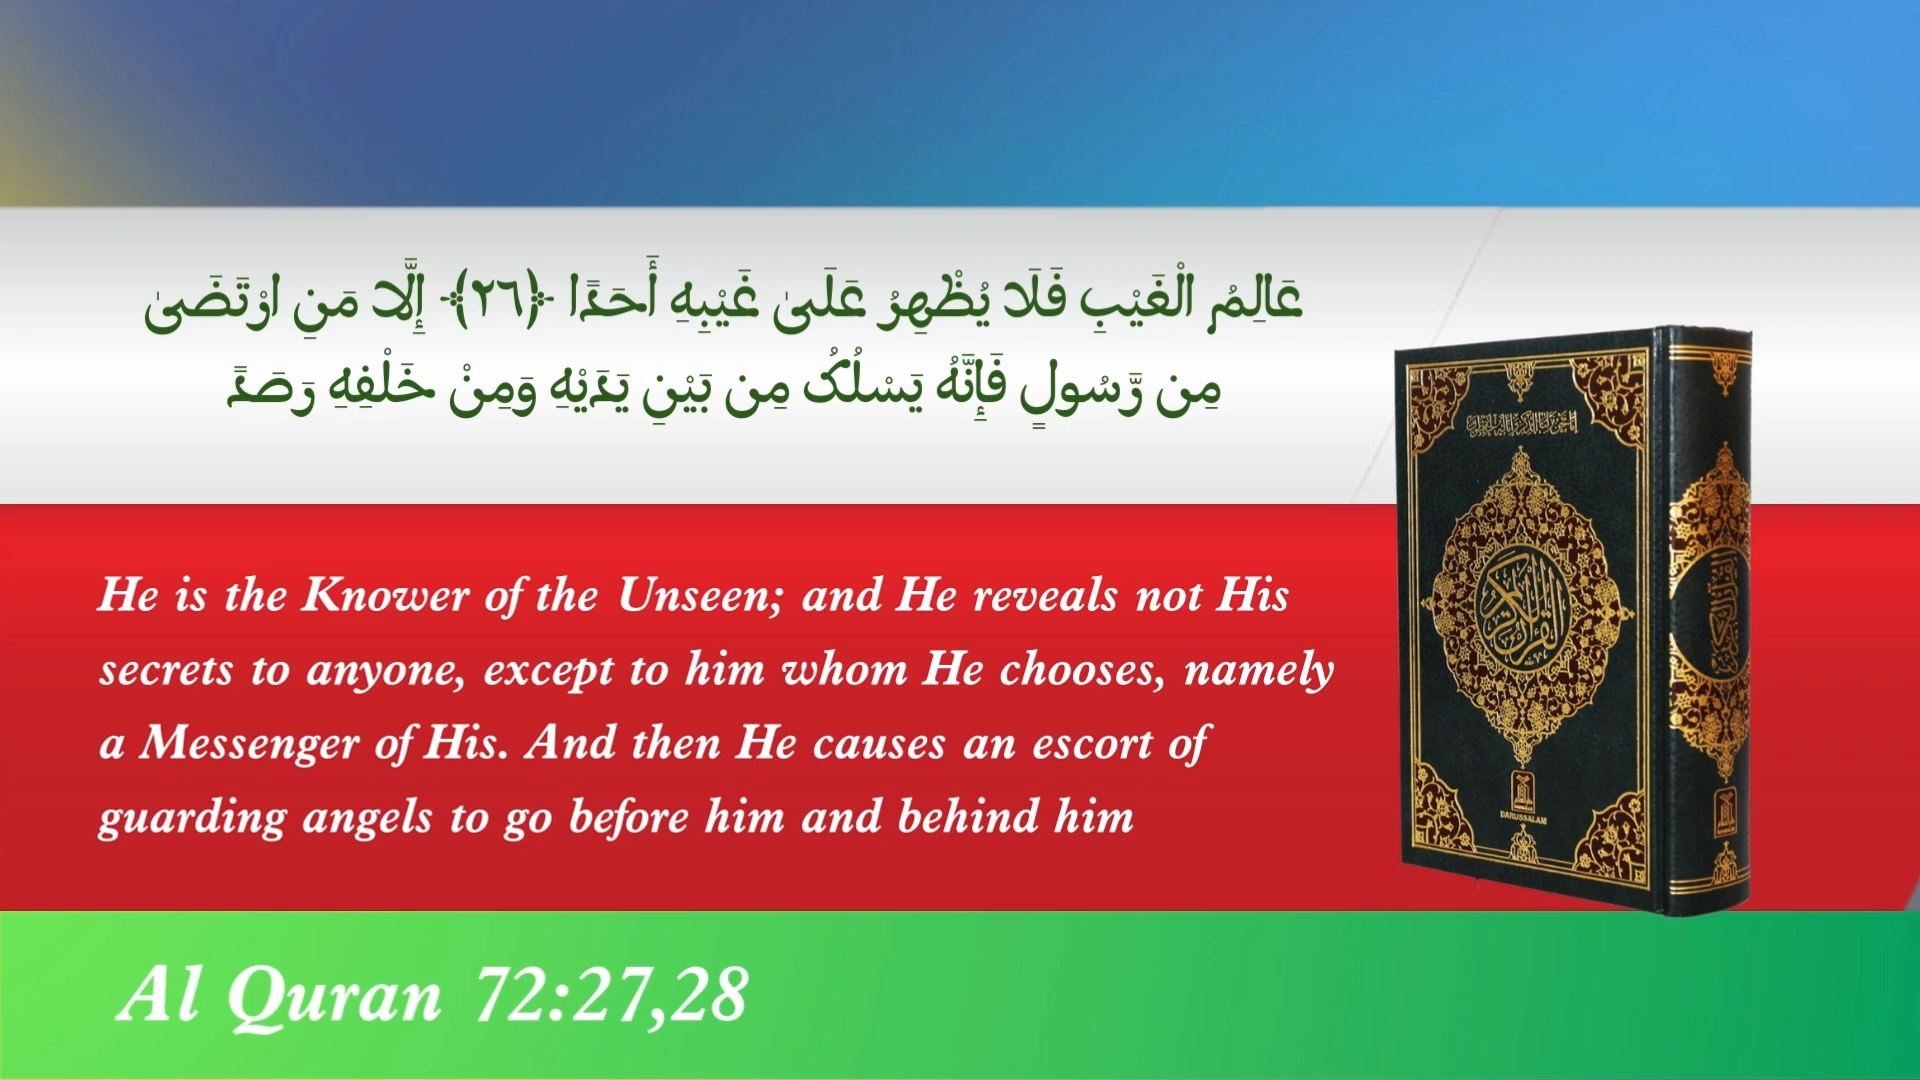 عَالِمُ الْغَيْبِ فَلَا يُظْهِرُ عَلَىٰ غَيْبِهِ أَحَدًا ﴿٢٦﴾ إِلَّا مَنِ ارْتَضَىٰ
مِن رَّسُولٍ فَإِنَّهُ يَسْلُكُ مِن بَيْنِ يَدَيْهِ وَمِنْ خَلْفِهِ رَصَدً
He is the Knower of the Unseen; and He reveals not His
secrets to anyone, except to him whom He chooses, namely
a Messenger of His. And then He causes an escort of
guarding angels to go before him and behind him
Al Quran 72:27,28
القرآن الكريم
DARUSSALAM